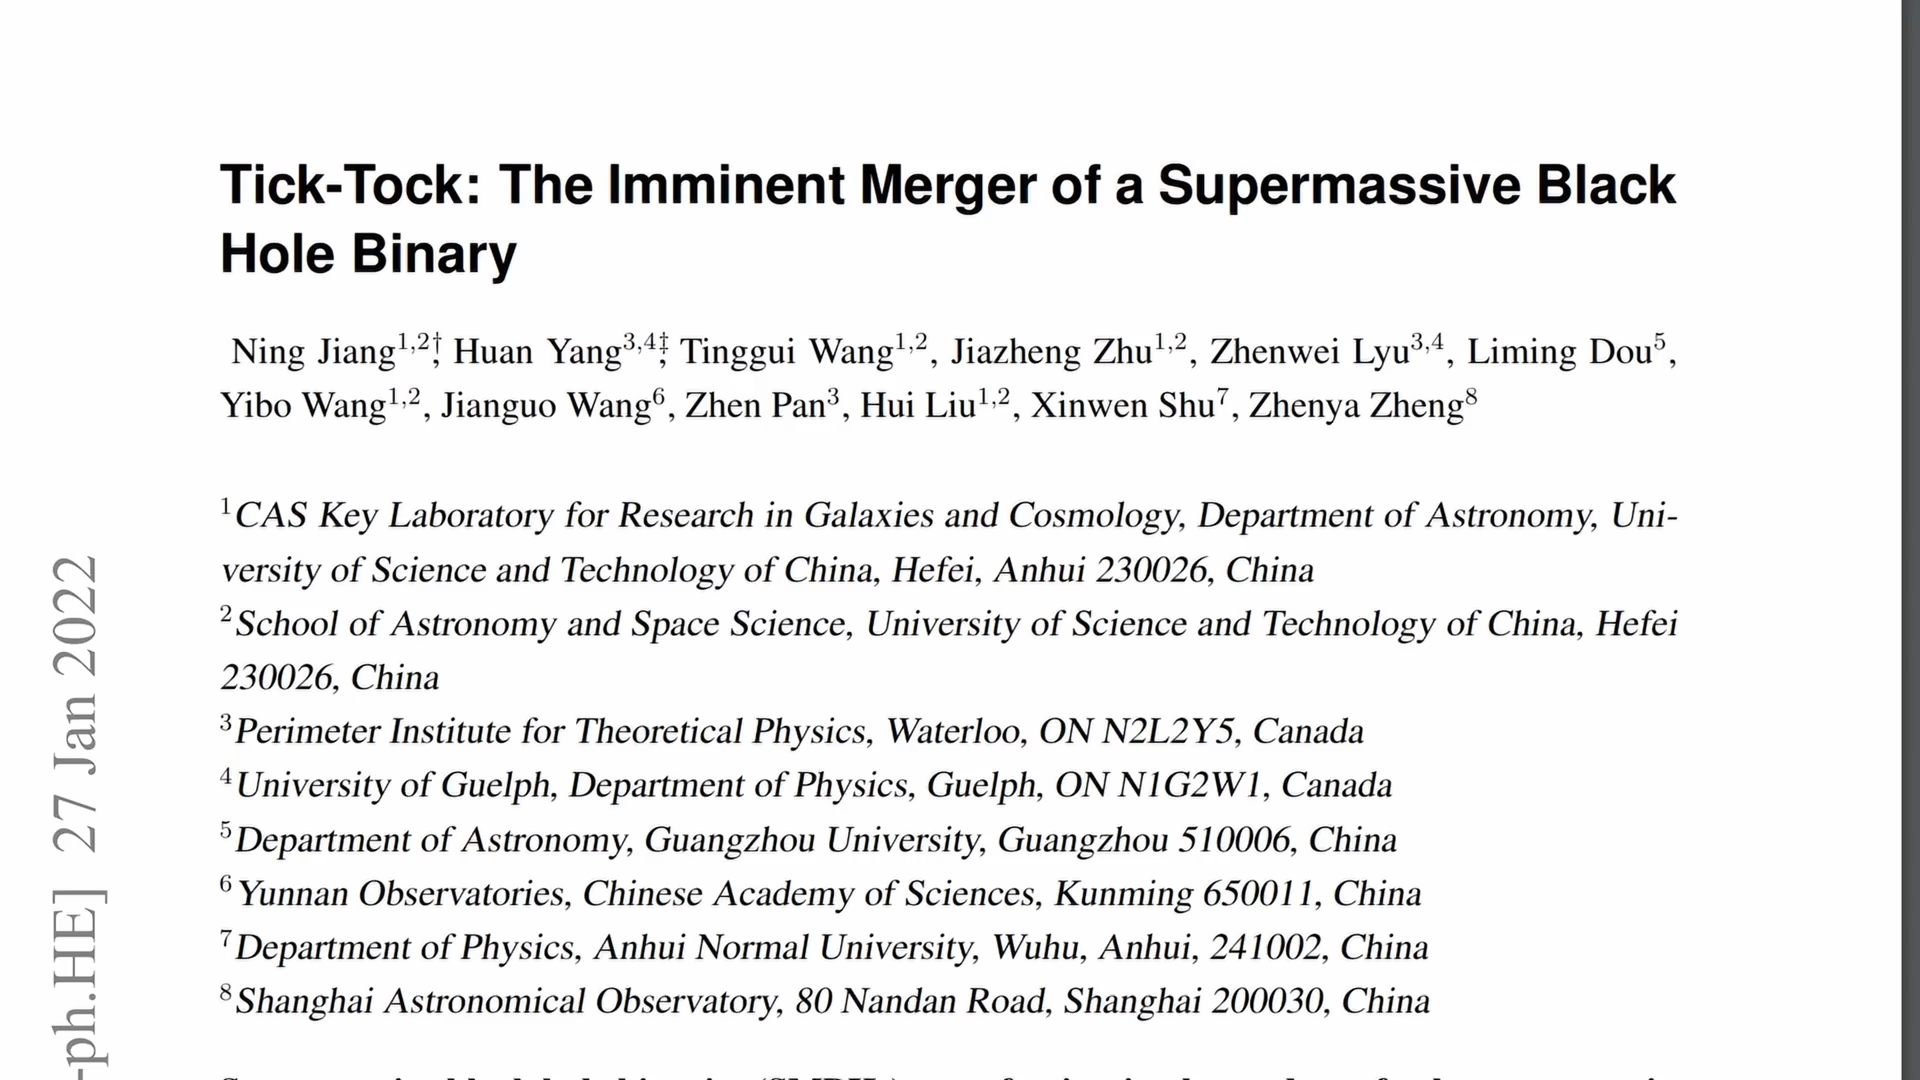 Tick-Tock: The Imminent Merger of a Supermassive Black
Hole Binary
Ning Jiang1,2†, Huan Yang3,4‡, Tinggui Wang1,2, Jiazheng Zhu1,2, Zhenwei Lyu3,4, Liming Dou5,
Yibo Wang1,2, Jianguo Wang6, Zhen Pan3, Hui Liu1,2, Xinwen Shu7, Zhenya Zheng8
1CAS Key Laboratory for Research in Galaxies and Cosmology, Department of Astronomy, Uni-
versity of Science and Technology of China, Hefei, Anhui 230026, China
2School of Astronomy and Space Science, University of Science and Technology of China, Hefei
230026, China
3Perimeter Institute for Theoretical Physics, Waterloo, ON N2L2Y5, Canada
4University of Guelph, Department of Physics, Guelph, ON N1G2W1, Canada
5Department of Astronomy, Guangzhou University, Guangzhou 510006, China
6Yunnan Observatories, Chinese Academy of Sciences, Kunming 650011, China
7Department of Physics, Anhui Normal University, Wuhu, Anhui, 241002, China
8Shanghai Astronomical Observatory, 80 Nandan Road, Shanghai 200030, China
-ph.HE] 27 Jan 2022